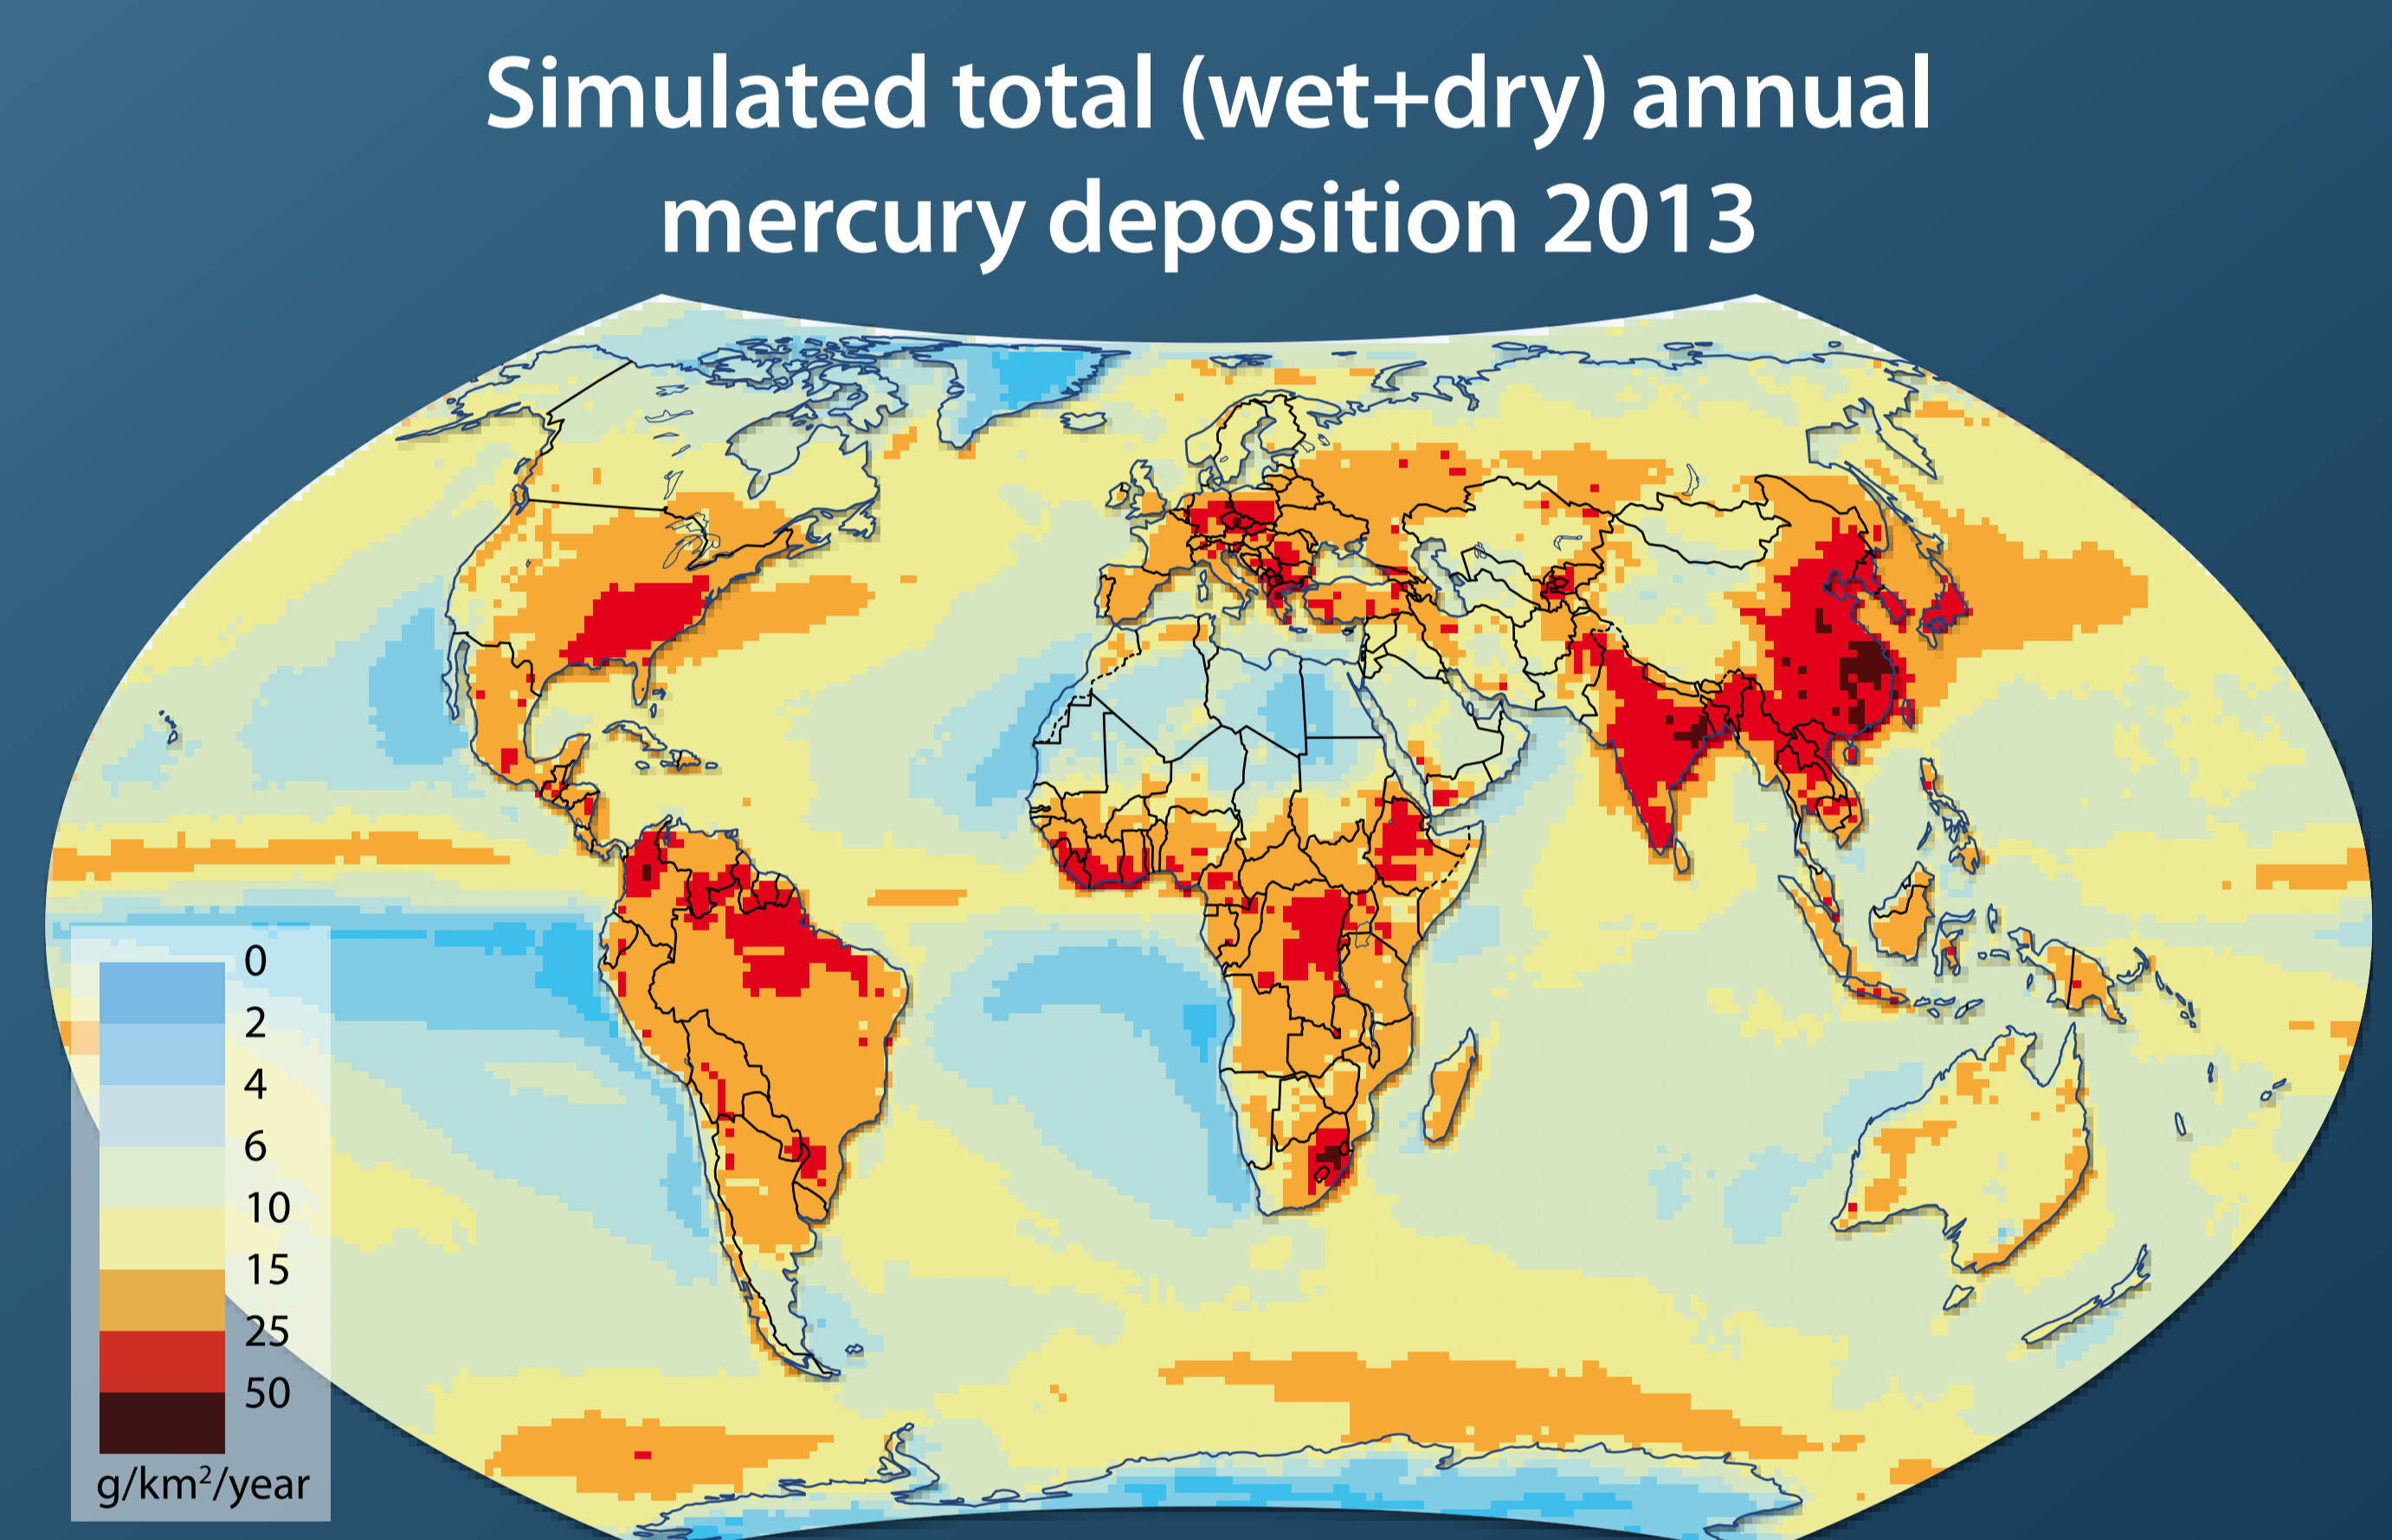 Simulated total (wet+dry) annual
mercury deposition 2013
0
2
4
6
10
15
25
50
g/km²/year